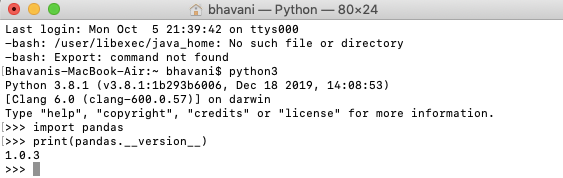 bhavani — Python — 80×24
Last login: Mon Oct  5 21:39:42 on ttys000
-bash: /user/libexec/java_home: No such file or directory
-bash: Export: command not found
[Bhavanis-MacBook-Air:~ bhavani$ python3
Python 3.8.1 (v3.8.1:1b293b6006, Dec 18 2019, 14:08:53)
[Clang 6.0 (clang-600.0.57)] on darwin
Type "help", "copyright", "credits" or "license" for more information.
[>>> import pandas
[>>> print(pandas.__version__)
1.0.3
>>>